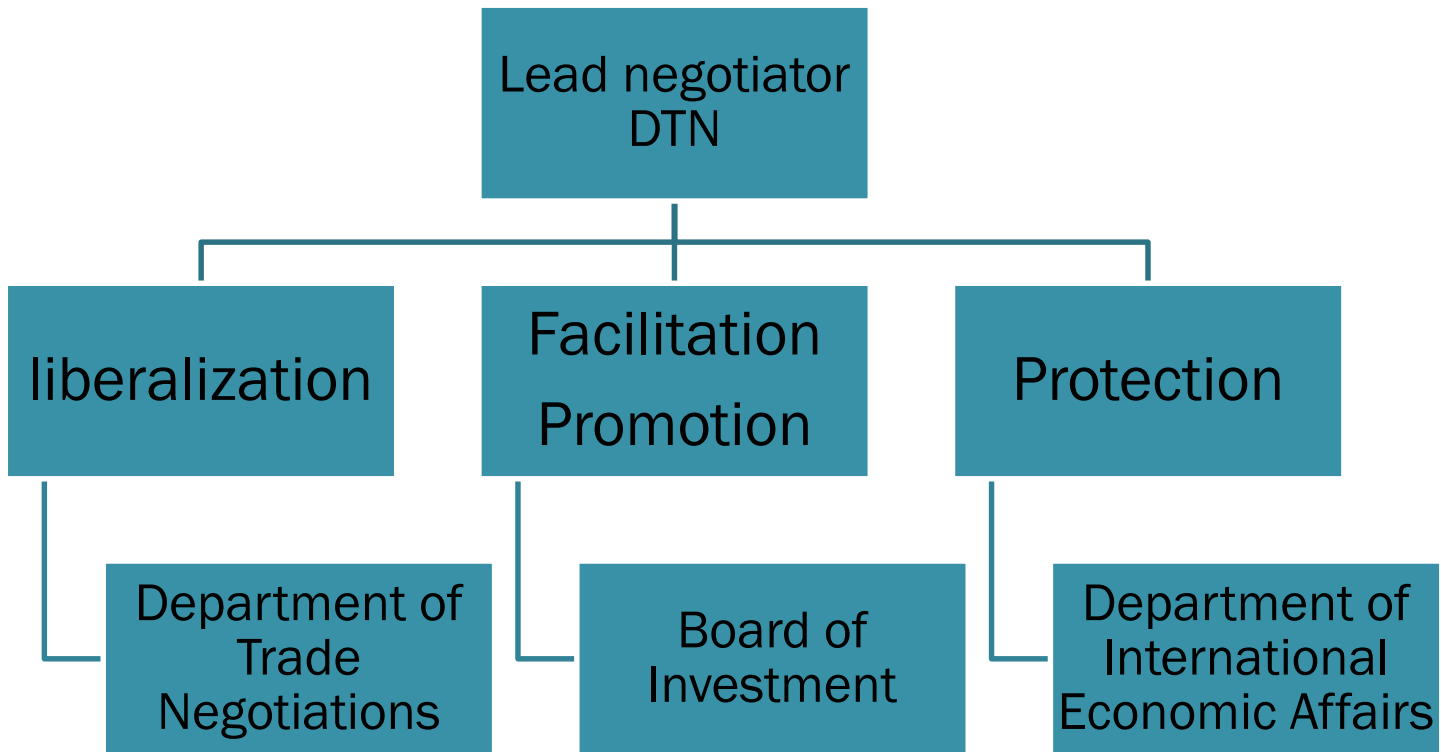 Lead negotiator
DTN
liberalization
Facilitation
Promotion
Protection
Department of
Trade
Negotiations
Board of
Investment
Department of
International
Economic Affairs